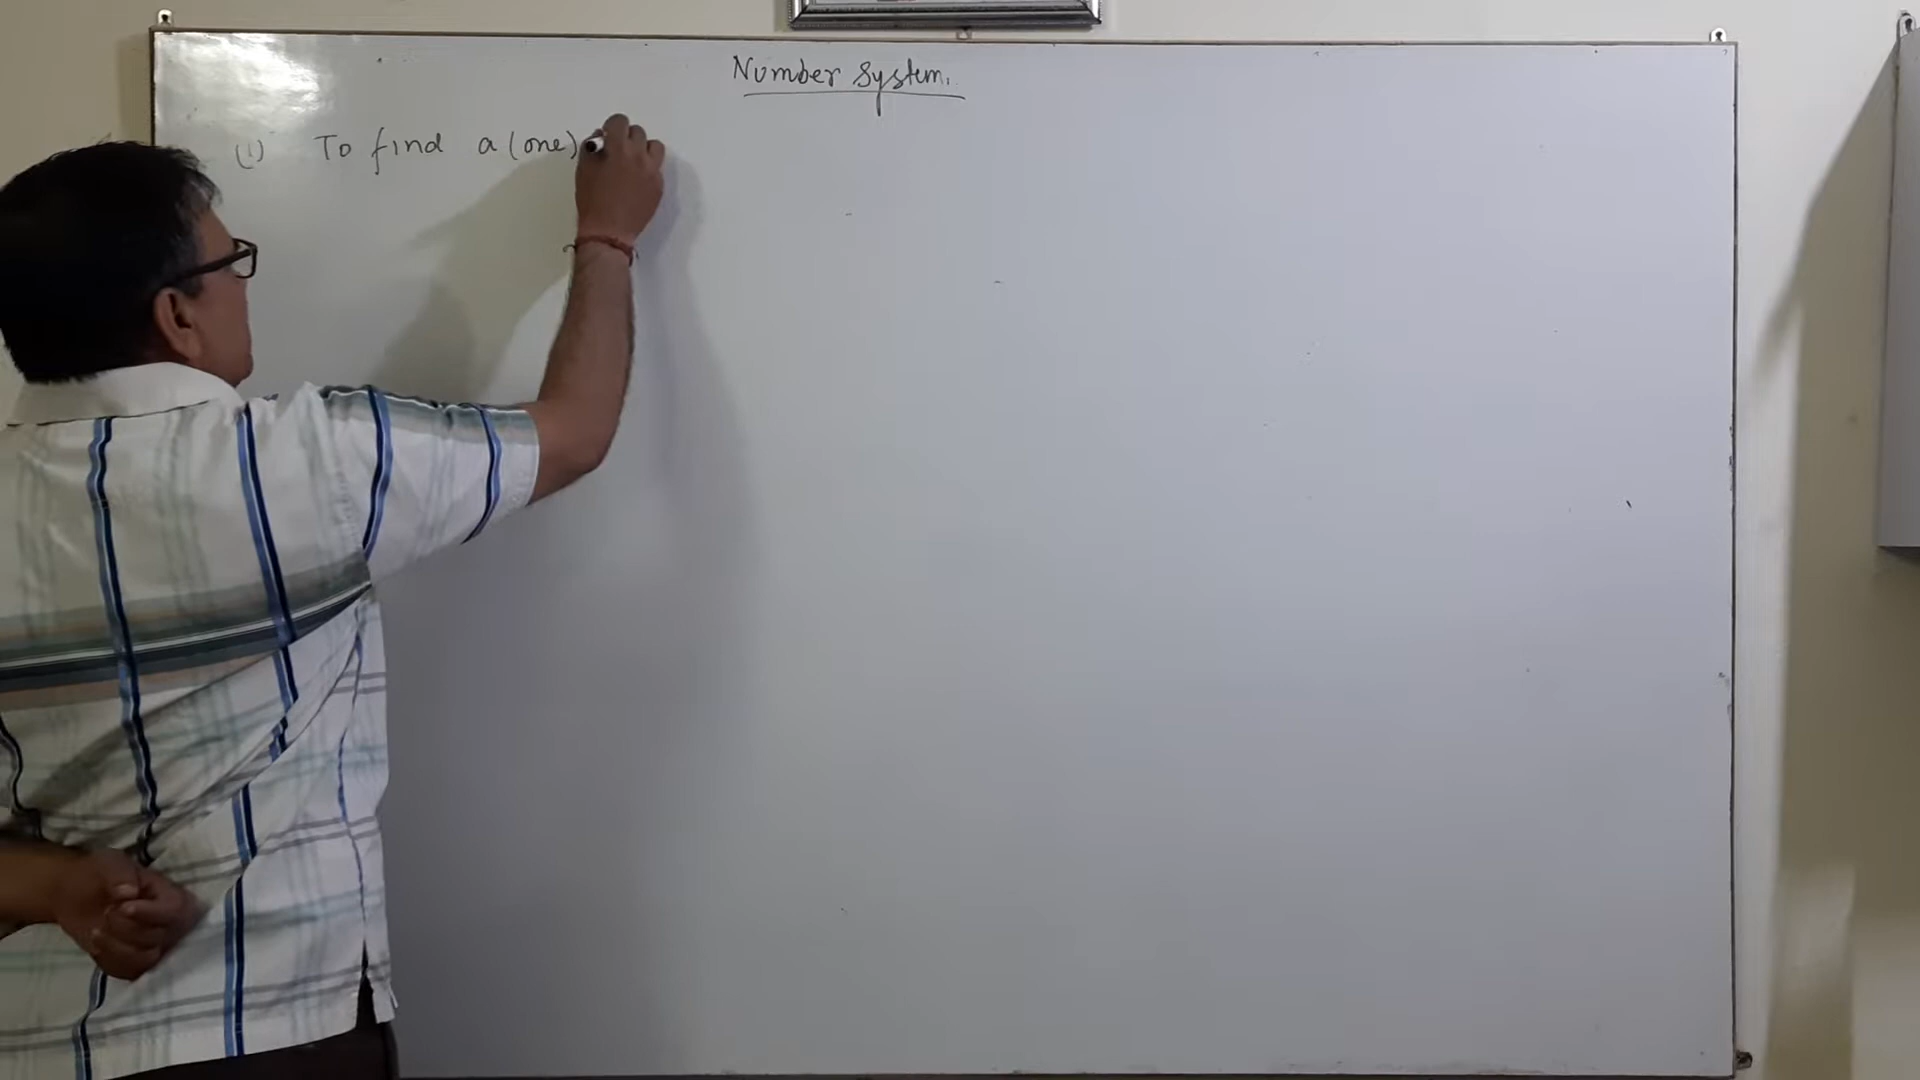 Number System.
(1) To find a (one)